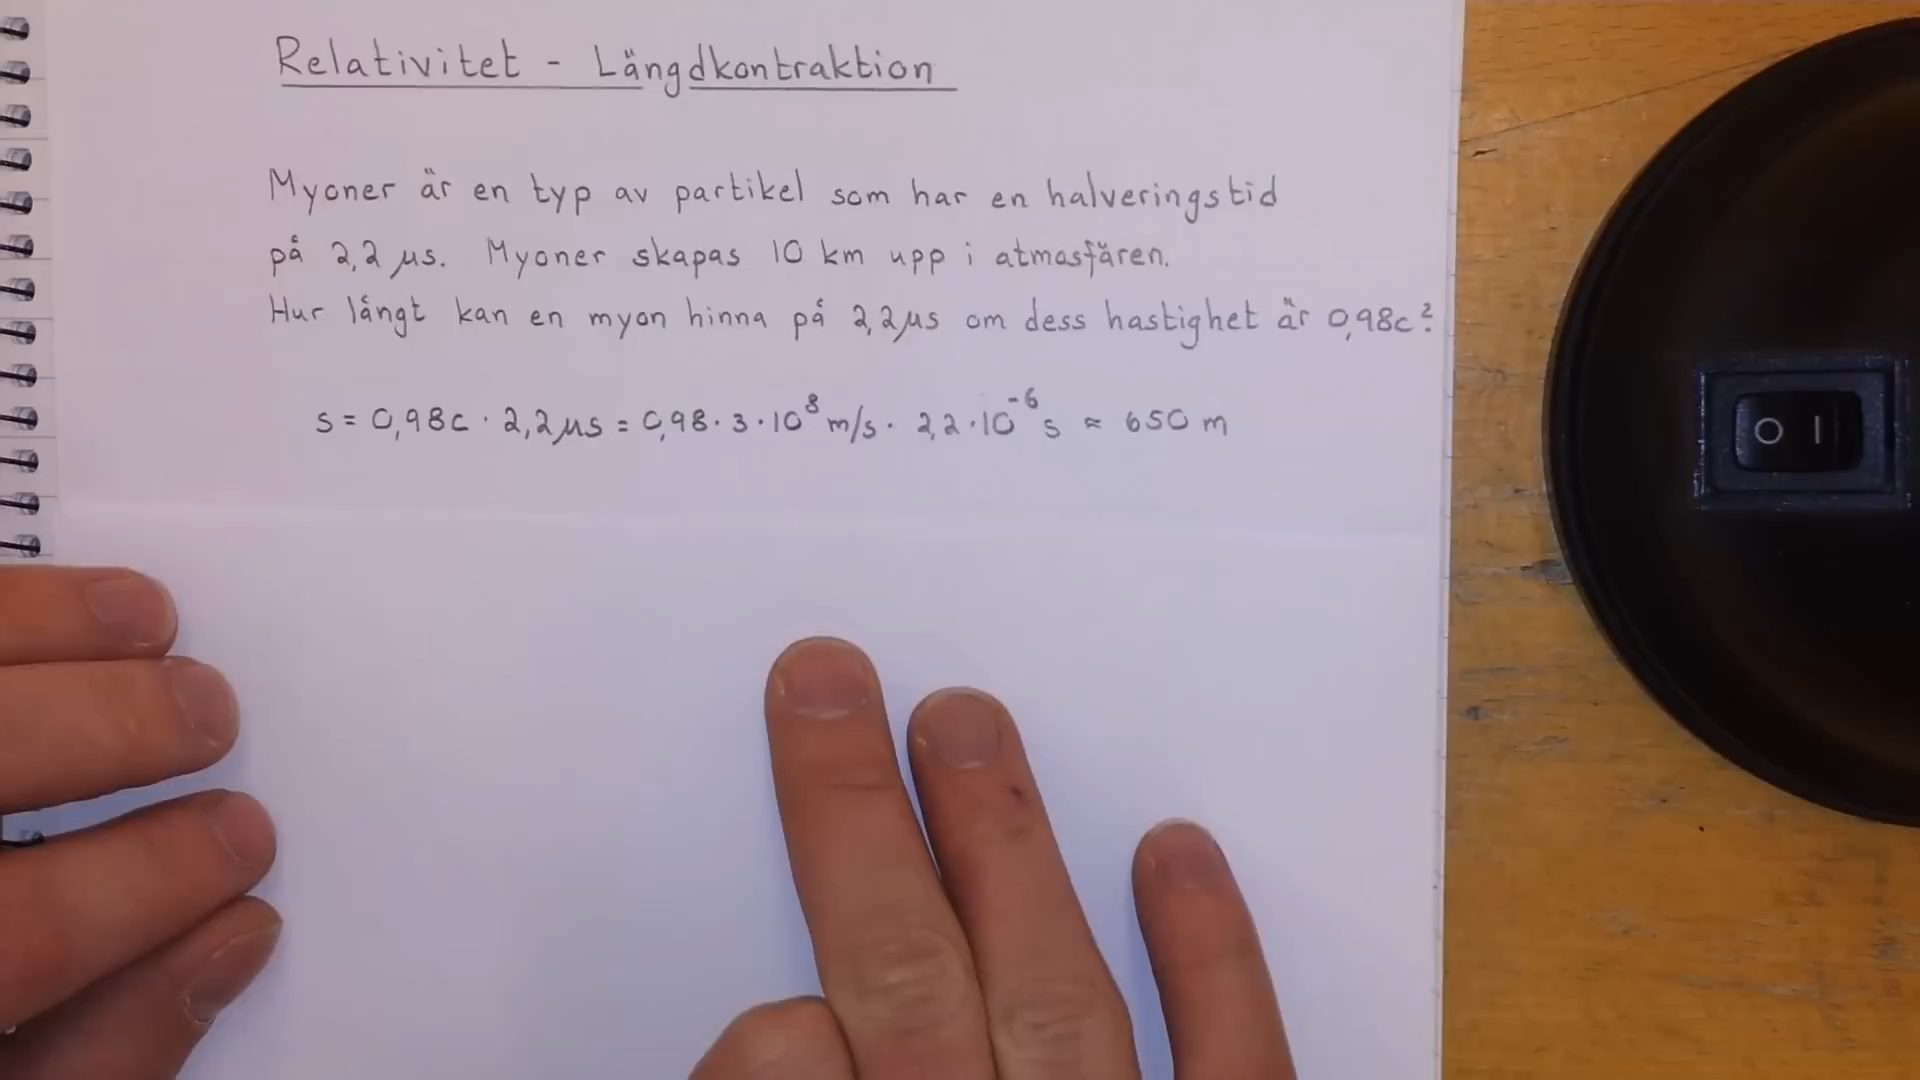 Relativitet - Längdkontraktion
Myoner är en typ av partikel som har en halveringstid
på 2,2 µs. Myoner skapas 10 km upp i atmosfären.
Hur långt kan en myon hinna på 2,2µs om dess hastighet är 0,98c?
s = 0,98c · 2,2µs = 0,98 · 3 · 10⁸ m/s · 2,2 · 10⁻⁶ s ≈ 650 m
O I